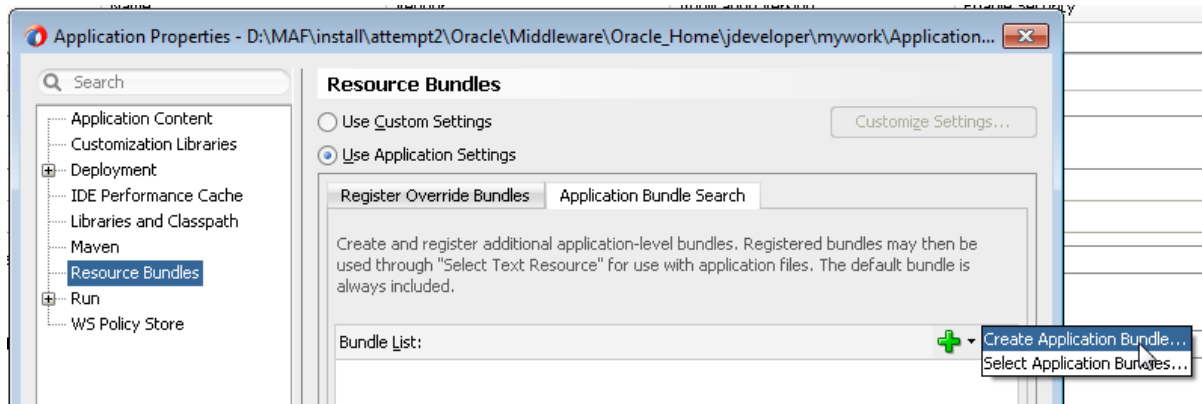 Application Properties - D:\MAF\install\attempt2\Oracle\Middleware\Oracle_Home\jdeveloper\mywork\Application...
Search
Application Content
Customization Libraries
Deployment
IDE Performance Cache
Libraries and Classpath
Maven
Resource Bundles
Run
WS Policy Store
Resource Bundles
Use Custom Settings
Customize Settings...
Use Application Settings
Register Override Bundles
Application Bundle Search
Create and register additional application-level bundles. Registered bundles may then be
used through "Select Text Resource" for use with application files. The default bundle is
always included.
Bundle List:
Create Application Bundle...
Select Application Bundles...